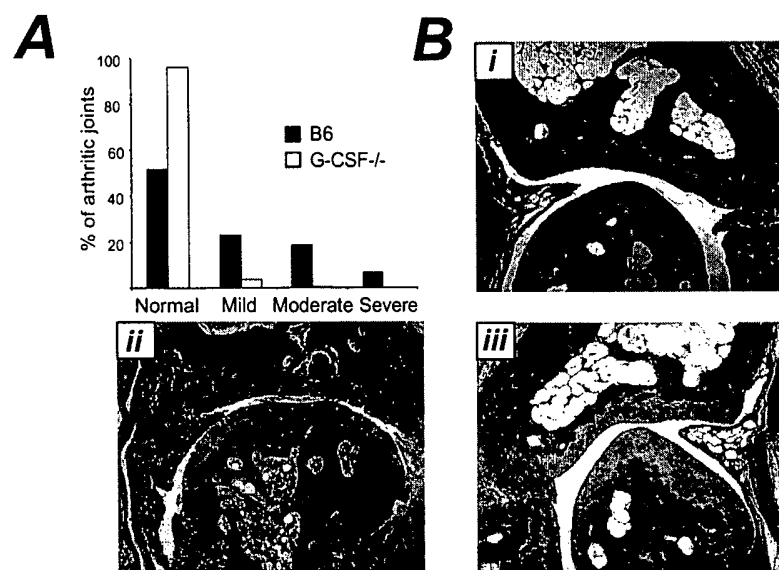 A
B
% of arthritic joints
100
80
60
40
20
B6
G-CSF-/-
Normal Mild Moderate Severe
i
ii
iii